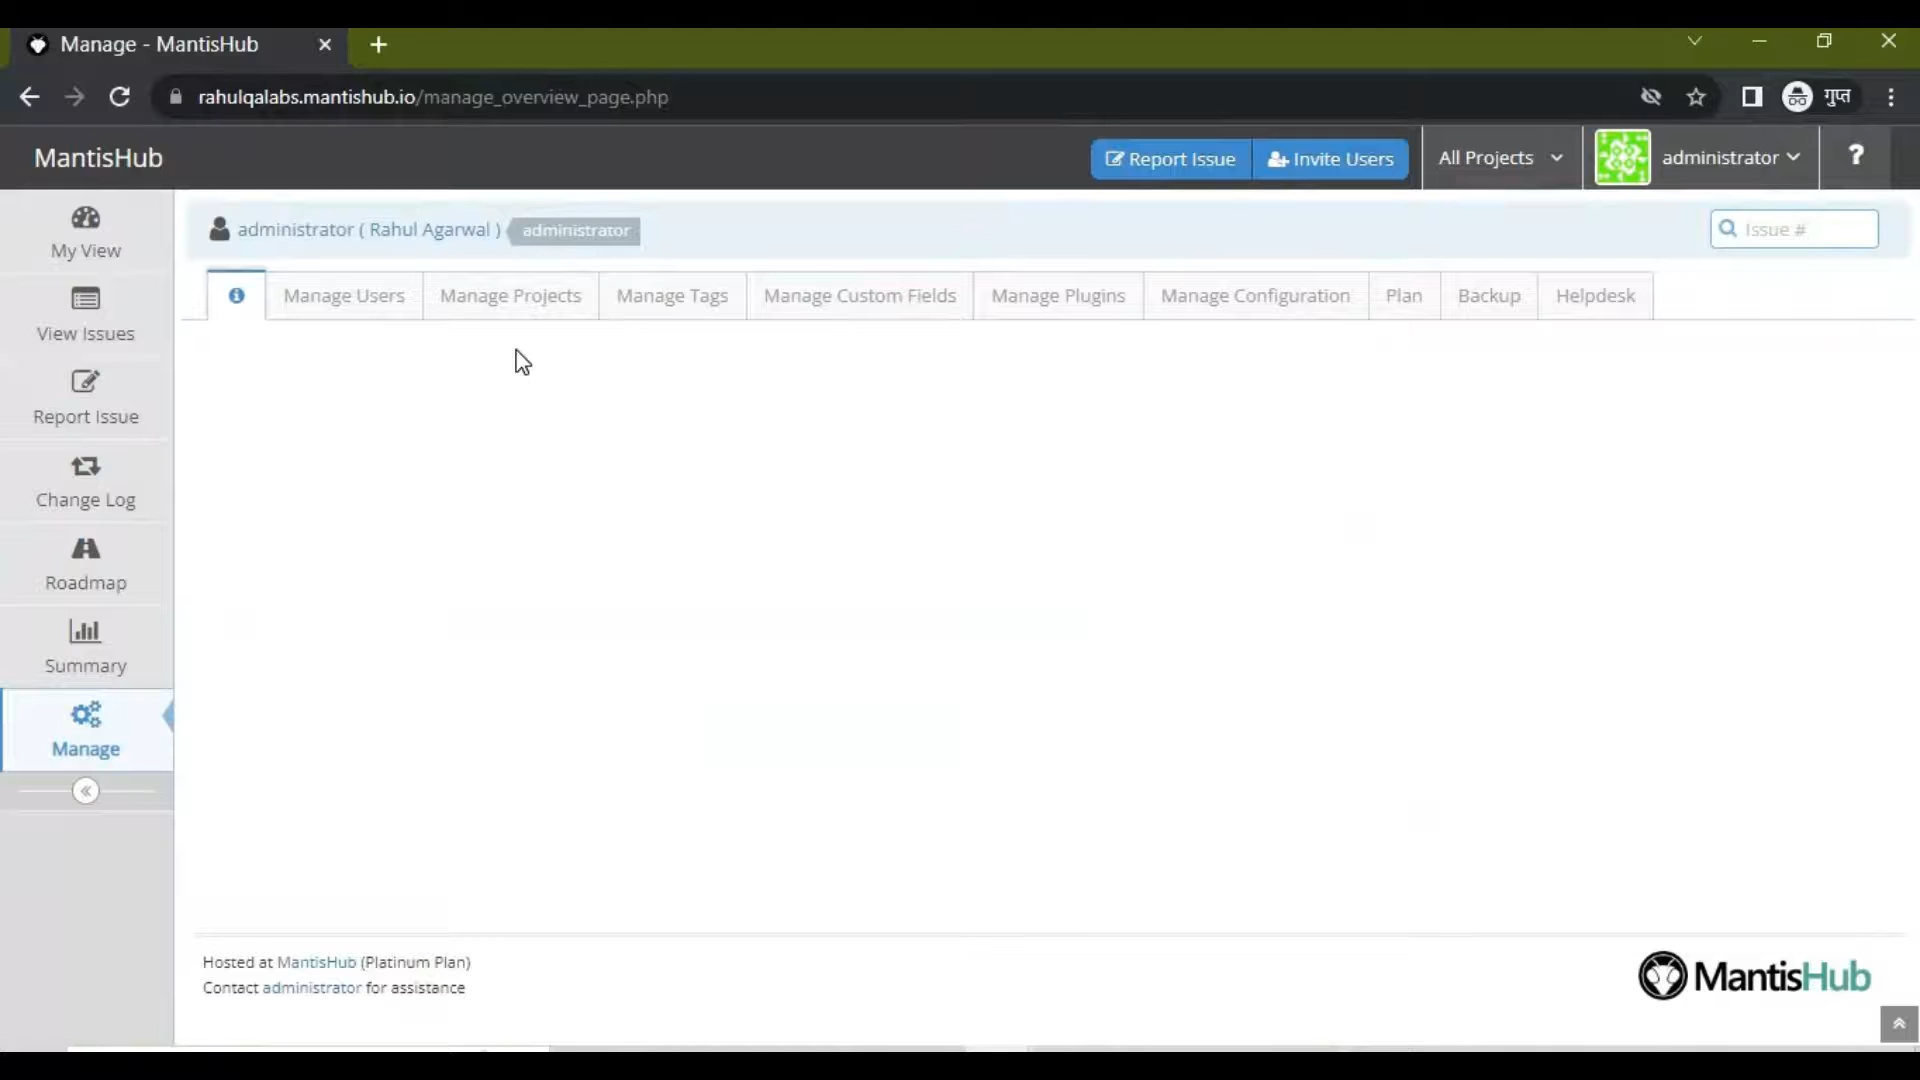 Manage - MantisHub
rahulqalabs.mantishub.io/manage_overview_page.php
गुप्त
MantisHub
Report Issue
Invite Users
All Projects
administrator
?
My View
View Issues
Report Issue
Change Log
Roadmap
Summary
Manage
administrator ( Rahul Agarwal )
administrator
Issue #
Manage Users
Manage Projects
Manage Tags
Manage Custom Fields
Manage Plugins
Manage Configuration
Plan
Backup
Helpdesk
Hosted at MantisHub (Platinum Plan)
Contact administrator for assistance
MantisHub